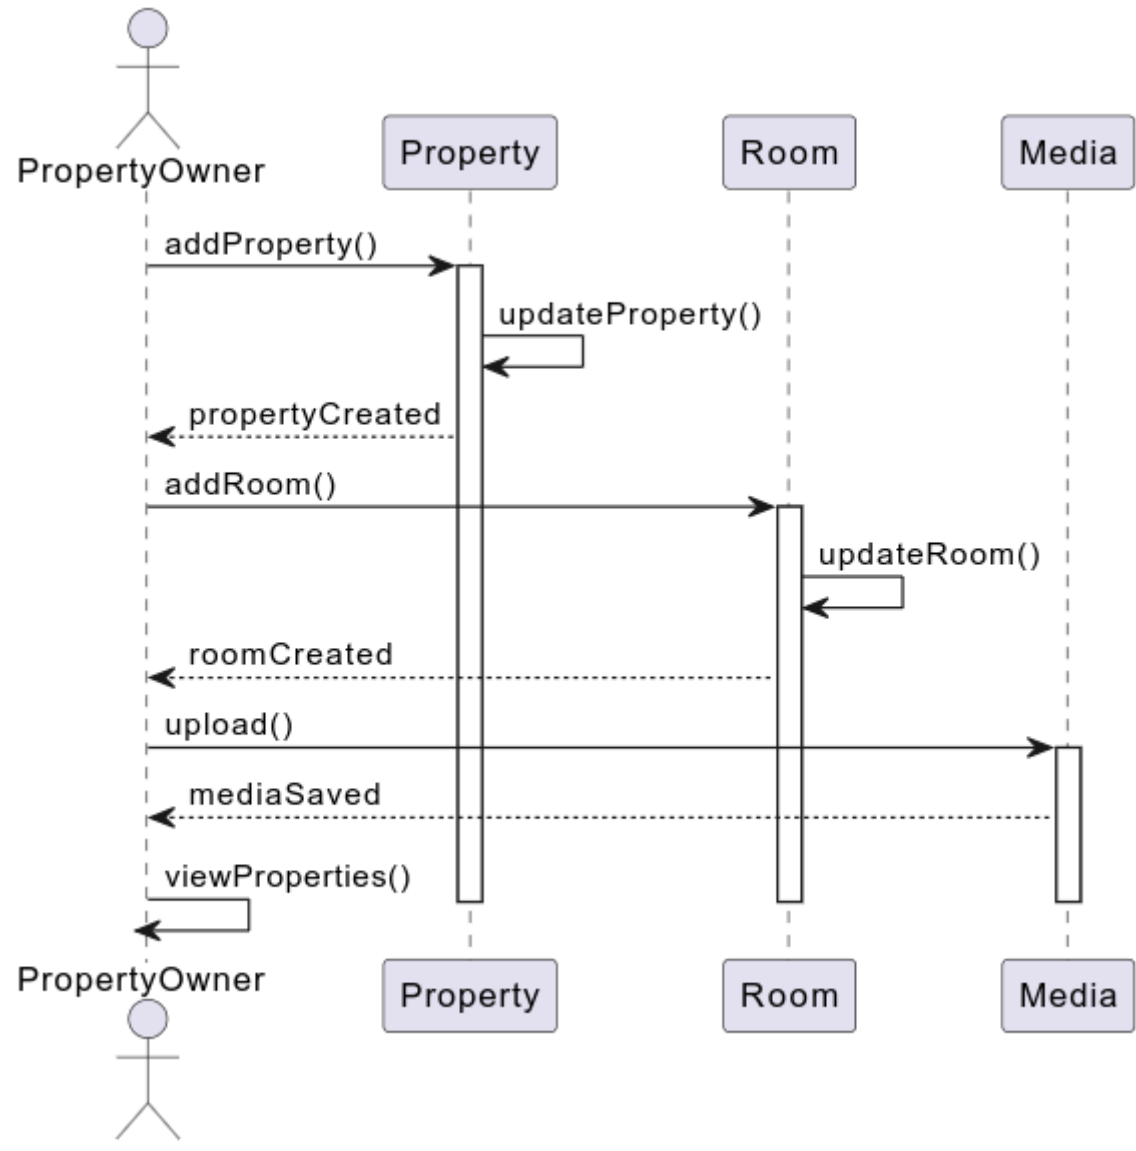 PropertyOwner
Property
Room
Media
addProperty()
updateProperty()
propertyCreated
addRoom()
updateRoom()
roomCreated
upload()
mediaSaved
viewProperties()
PropertyOwner
Property
Room
Media